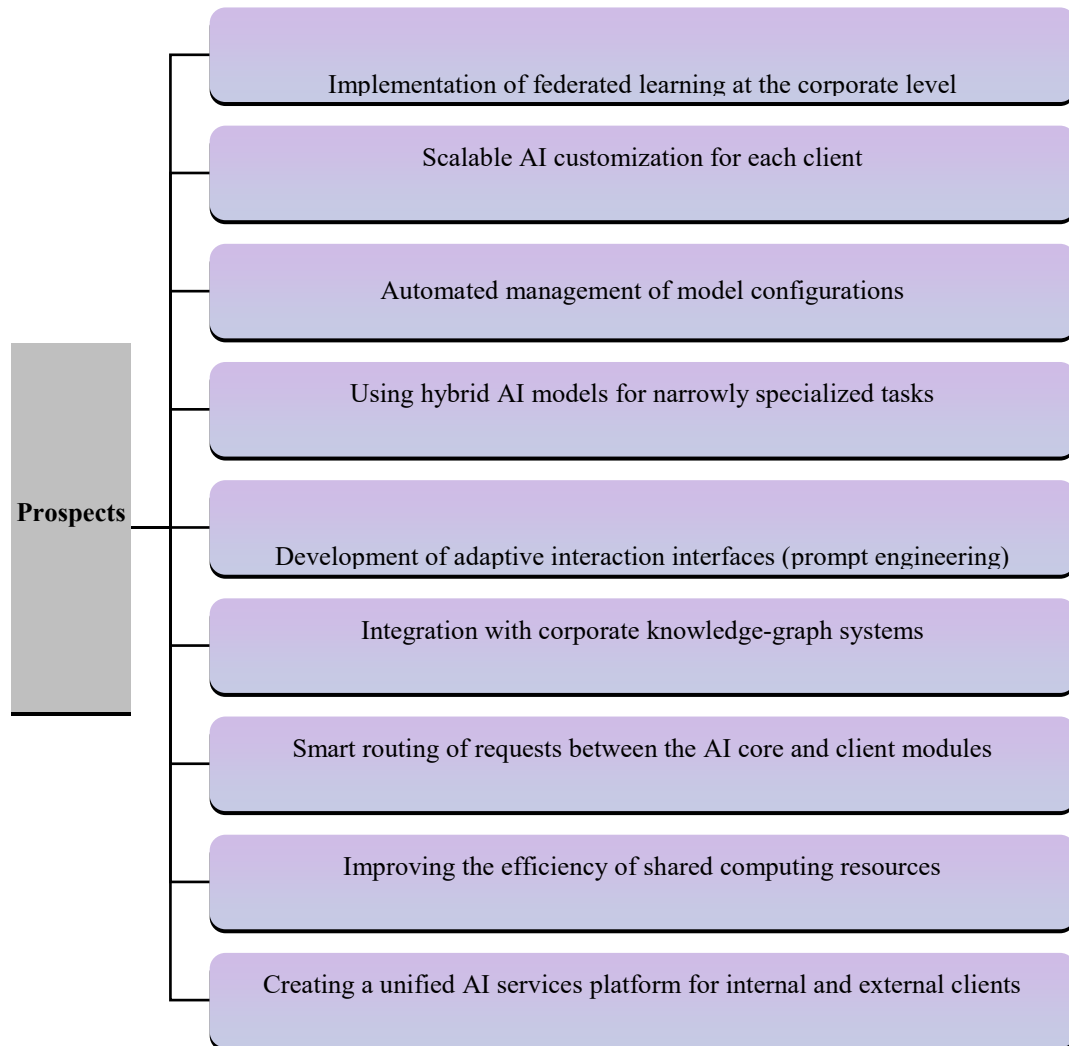 Prospects
Implementation of federated learning at the corporate level
Scalable AI customization for each client
Automated management of model configurations
Using hybrid AI models for narrowly specialized tasks
Development of adaptive interaction interfaces (prompt engineering)
Integration with corporate knowledge-graph systems
Smart routing of requests between the AI core and client modules
Improving the efficiency of shared computing resources
Creating a unified AI services platform for internal and external clients